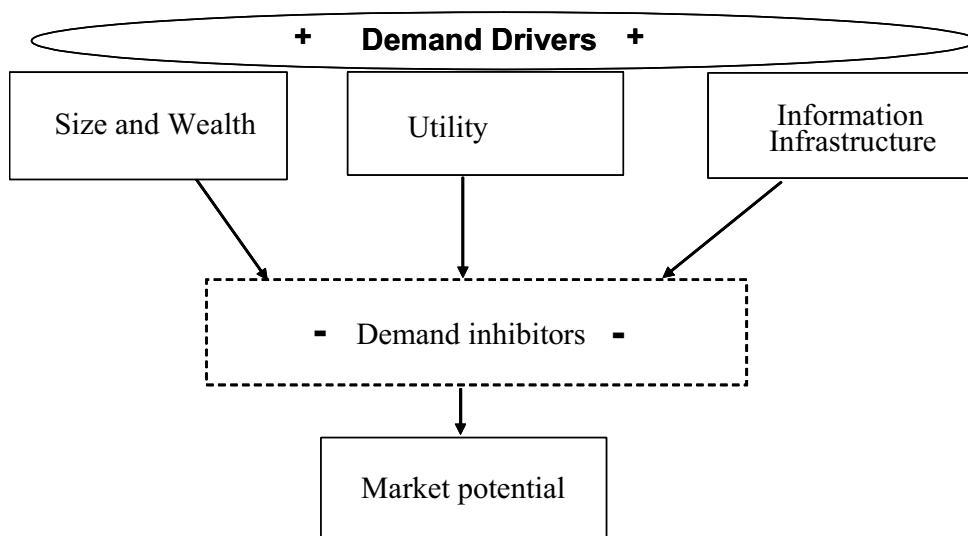 + Demand Drivers +
Size and Wealth
Utility
Information
Infrastructure
- Demand inhibitors -
Market potential